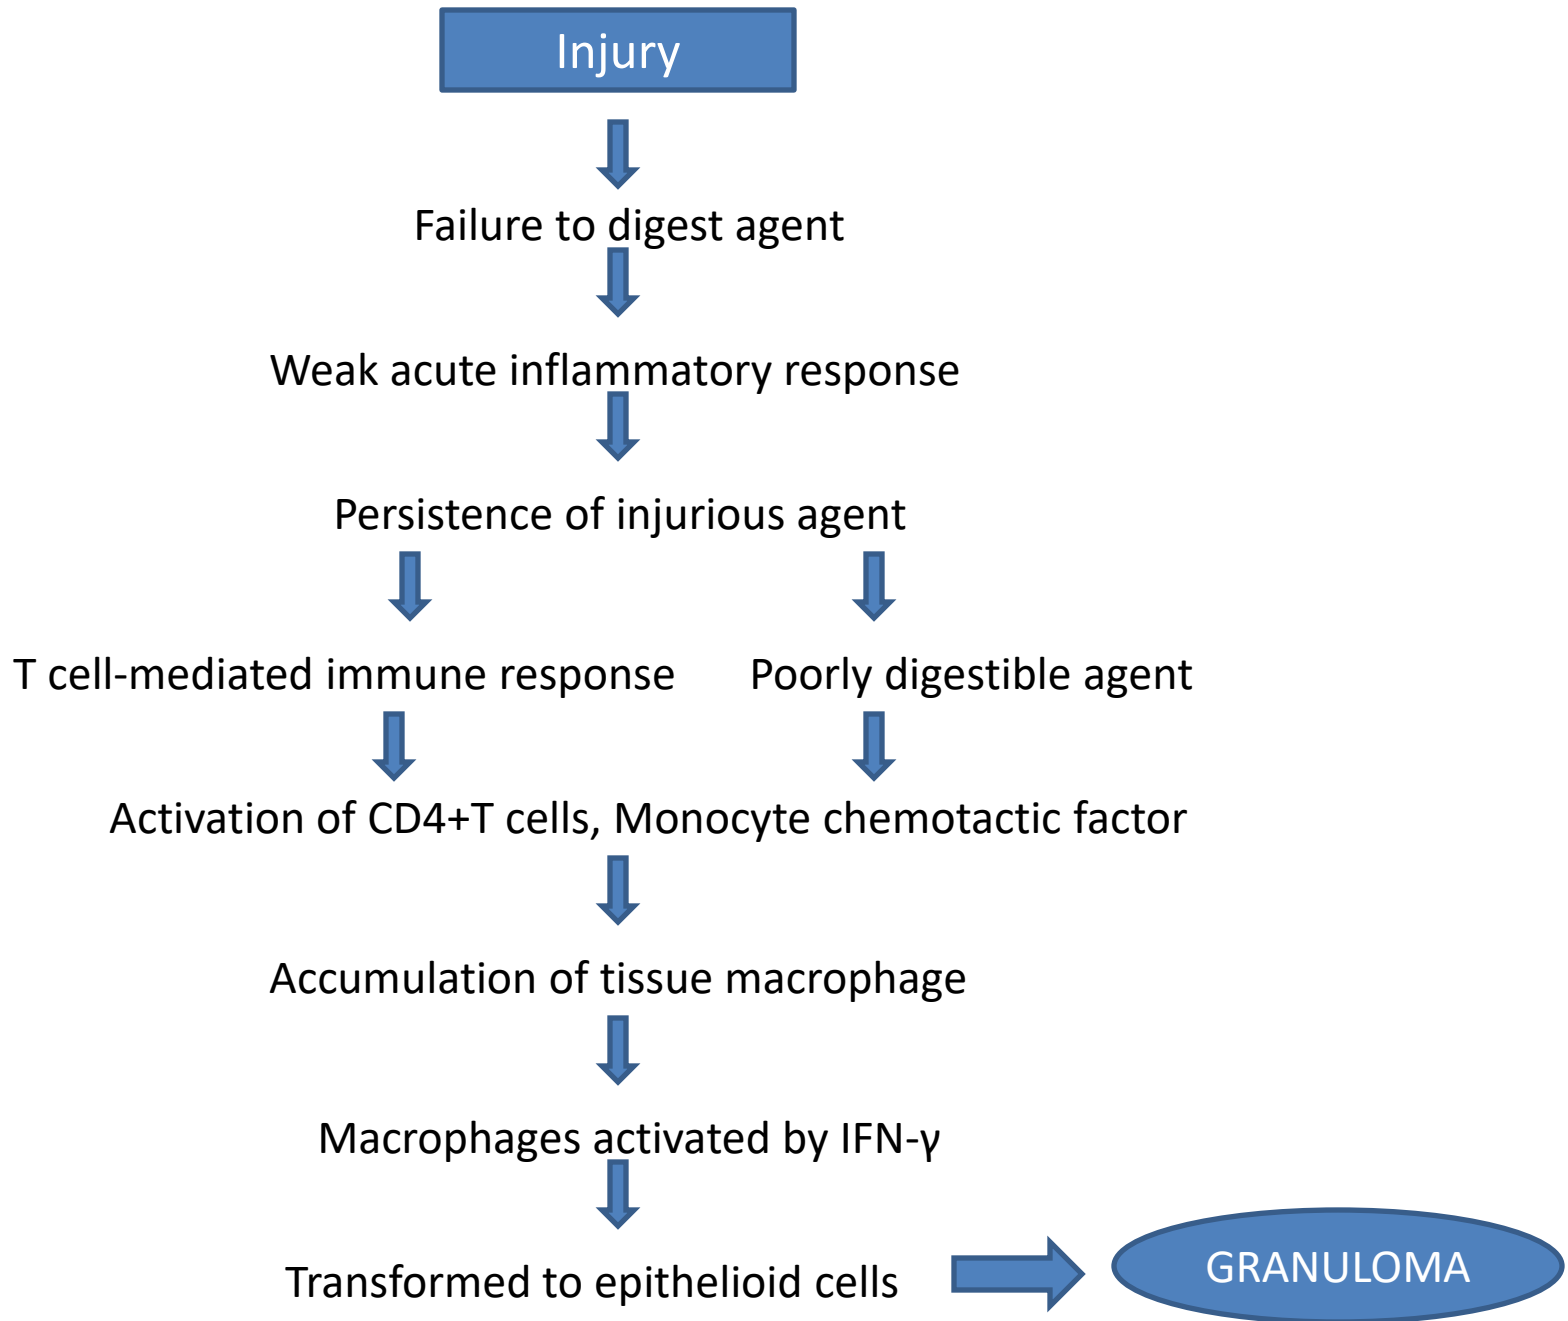 Injury
Failure to digest agent
Weak acute inflammatory response
Persistence of injurious agent
T cell-mediated immune response
Poorly digestible agent
Activation of CD4+T cells, Monocyte chemotactic factor
Accumulation of tissue macrophage
Macrophages activated by IFN-γ
Transformed to epithelioid cells
GRANULOMA